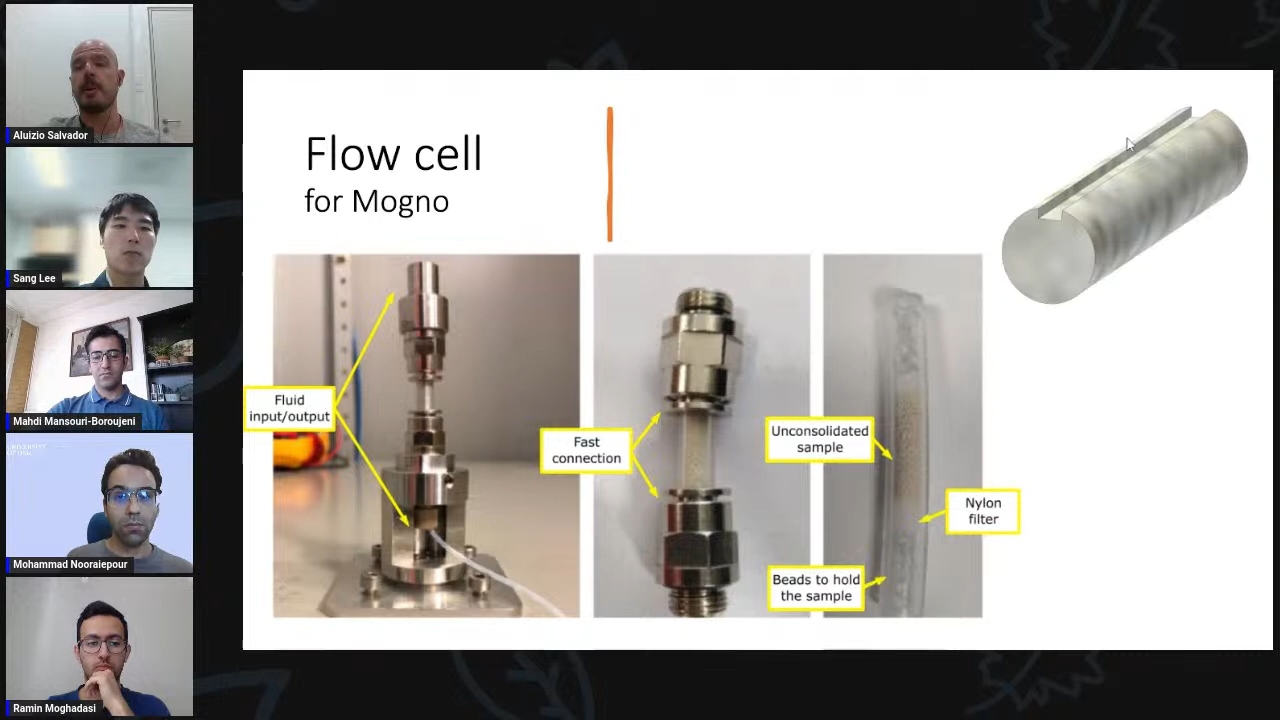 Aluizio Salvador
Sang Lee
Mahdi Mansouri-Boroujeni
Mohammad Nooraiepour
Ramin Moghadasi
Flow cell
for Mogno
Fluid
input/output
Fast
connection
Unconsolidated
sample
Nylon
filter
Beads to hold
the sample